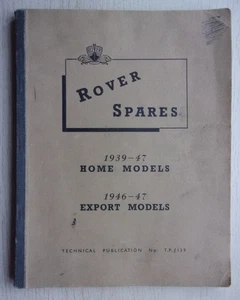 ROVER
SPARES
1939-47
HOME MODELS
1946-47
EXPORT MODELS
TECHNICAL PUBLICATION No.